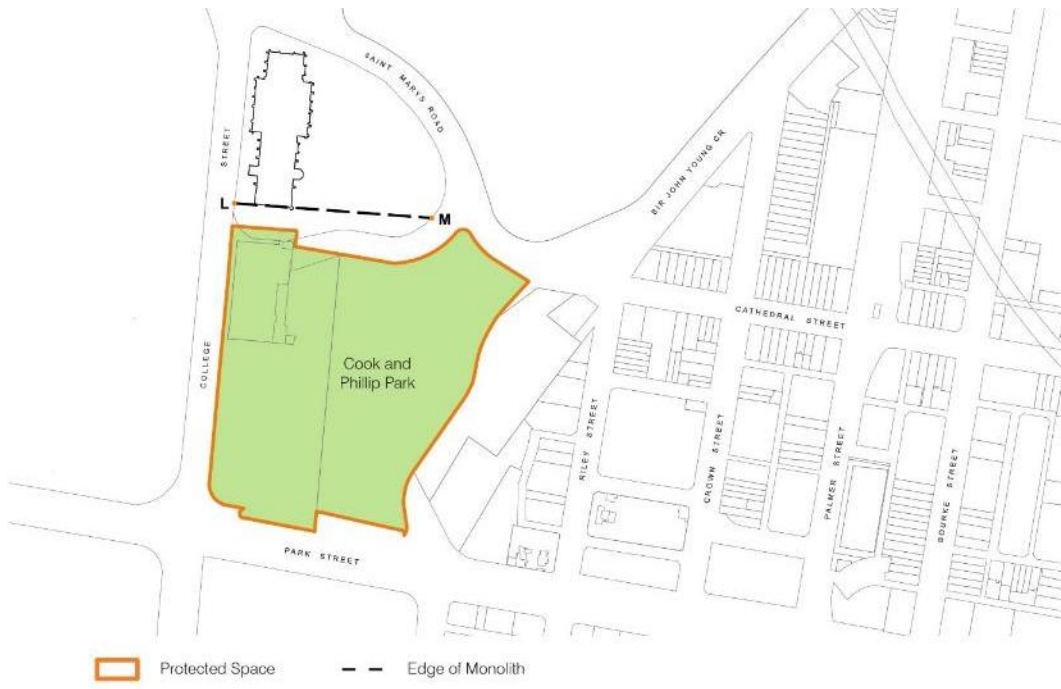 SAINT MARYS ROAD
STREET
SIR JOHN YOUNG CR
L
M
CATHEDRAL STREET
COLLEGE
Cook and
Phillip Park
RILEY STREET
CROWN STREET
PALMER STREET
BOURKE STREET
PARK STREET
Protected Space
Edge of Monolith